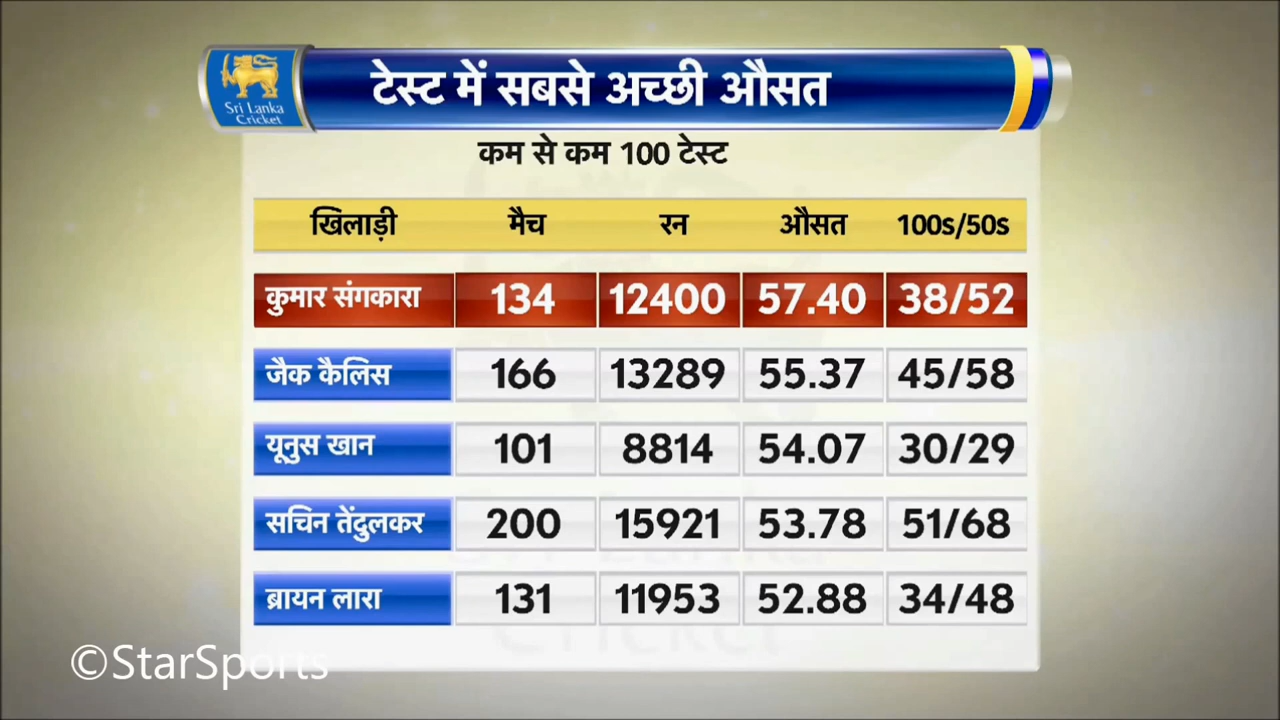 Sri Lanka
Cricket
टेस्ट में सबसे अच्छी औसत
कम से कम 100 टेस्ट
खिलाड़ी मैच रन औसत 100s/50s
कुमार संगकारा 134 12400 57.40 38/52
जैक कैलिस 166 13289 55.37 45/58
यूनुस खान 101 8814 54.07 30/29
सचिन तेंदुलकर 200 15921 53.78 51/68
ब्रायन लारा 131 11953 52.88 34/48
Cricket
©StarSports